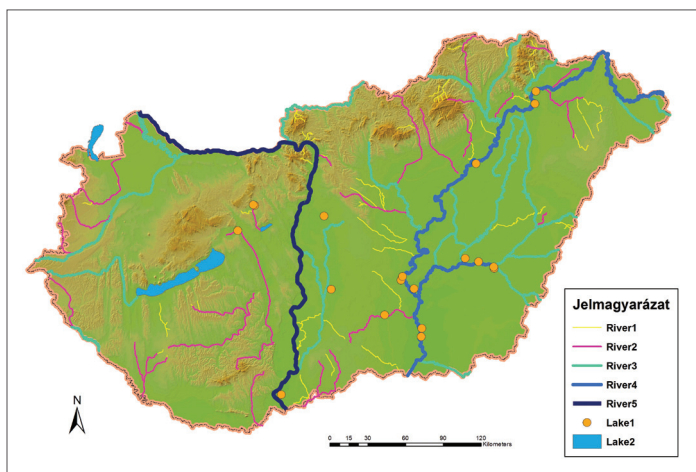 Jelmagyarázat
River1
River2
River3
River4
River5
Lake1
Lake2
N
0 15 30 60 90 120
Kilometers